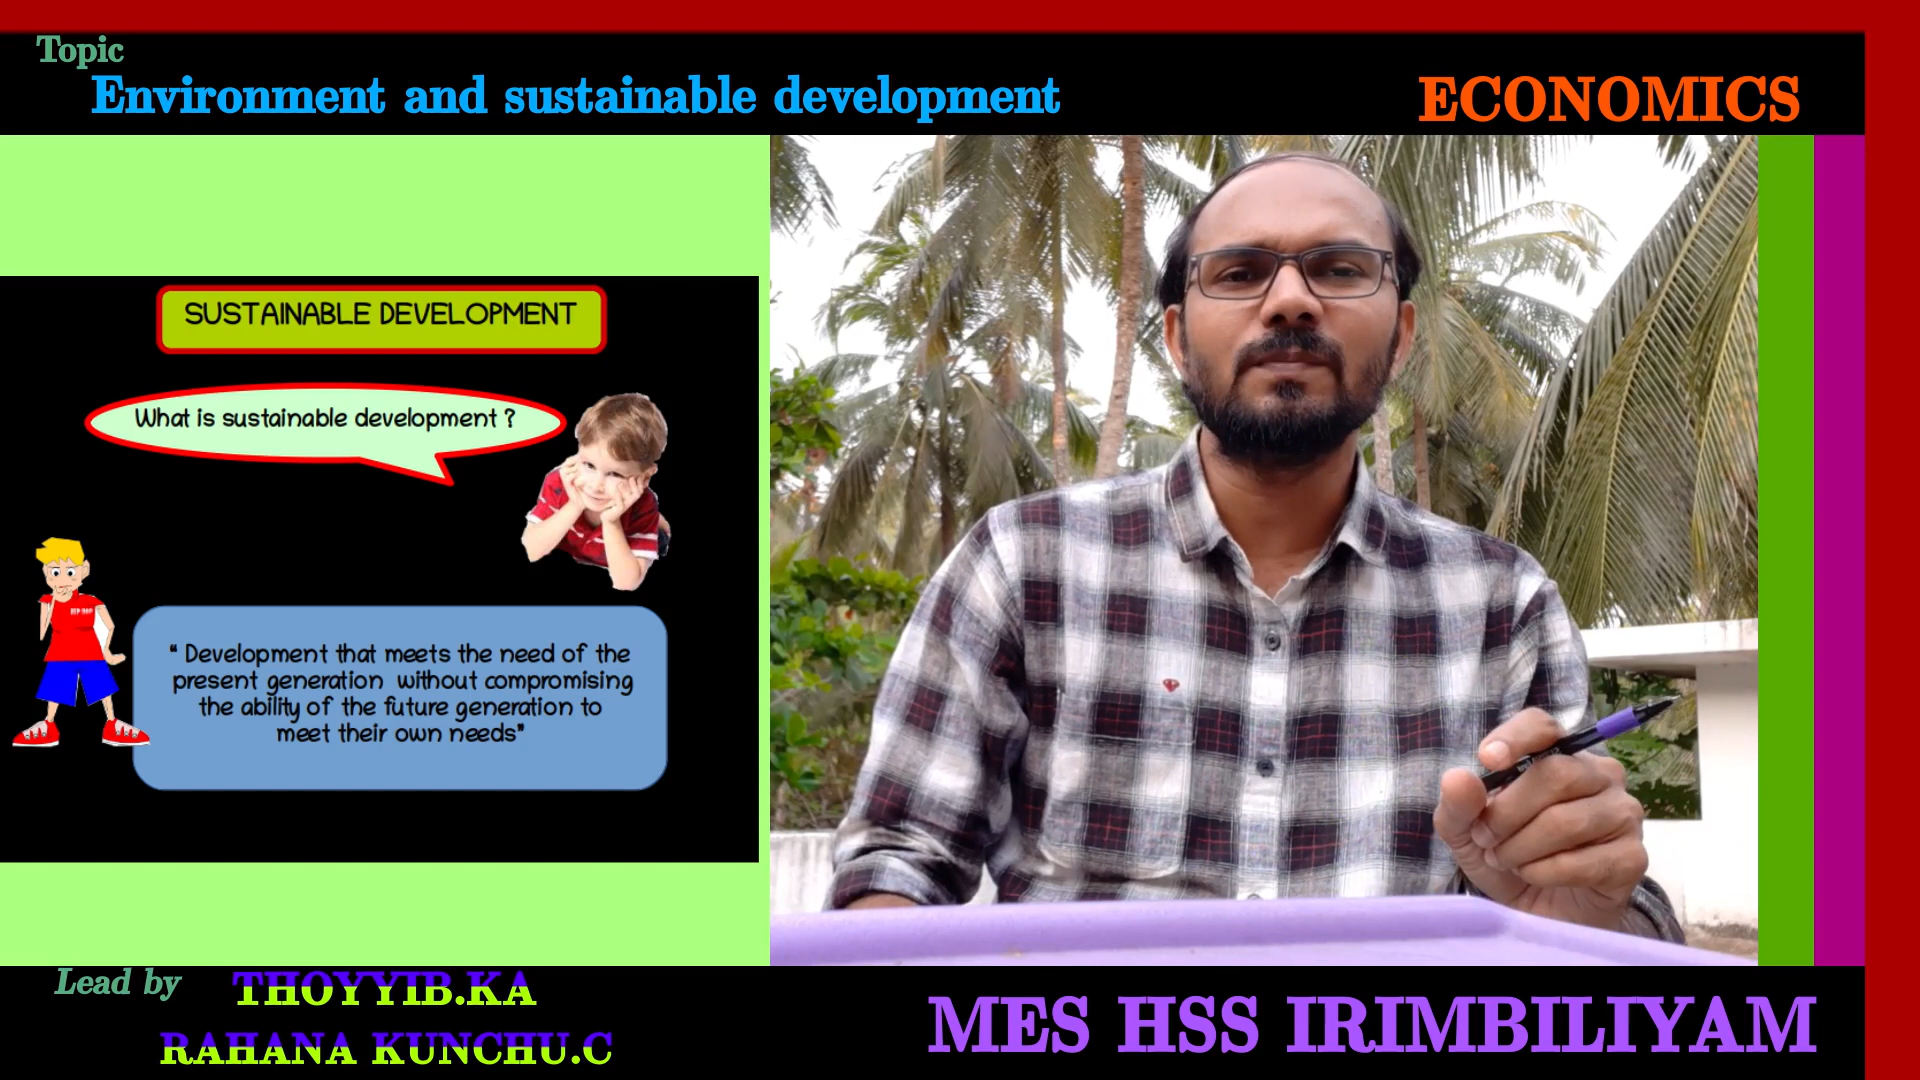 Topic
Environment and sustainable development
ECONOMICS
SUSTAINABLE DEVELOPMENT
What is sustainable development ?
“ Development that meets the need of the
present generation without compromising
the ability of the future generation to
meet their own needs”
Lead by
THOYYIB.KA
RAHANA KUNCHU.C
MES HSS IRIMBILIYAM